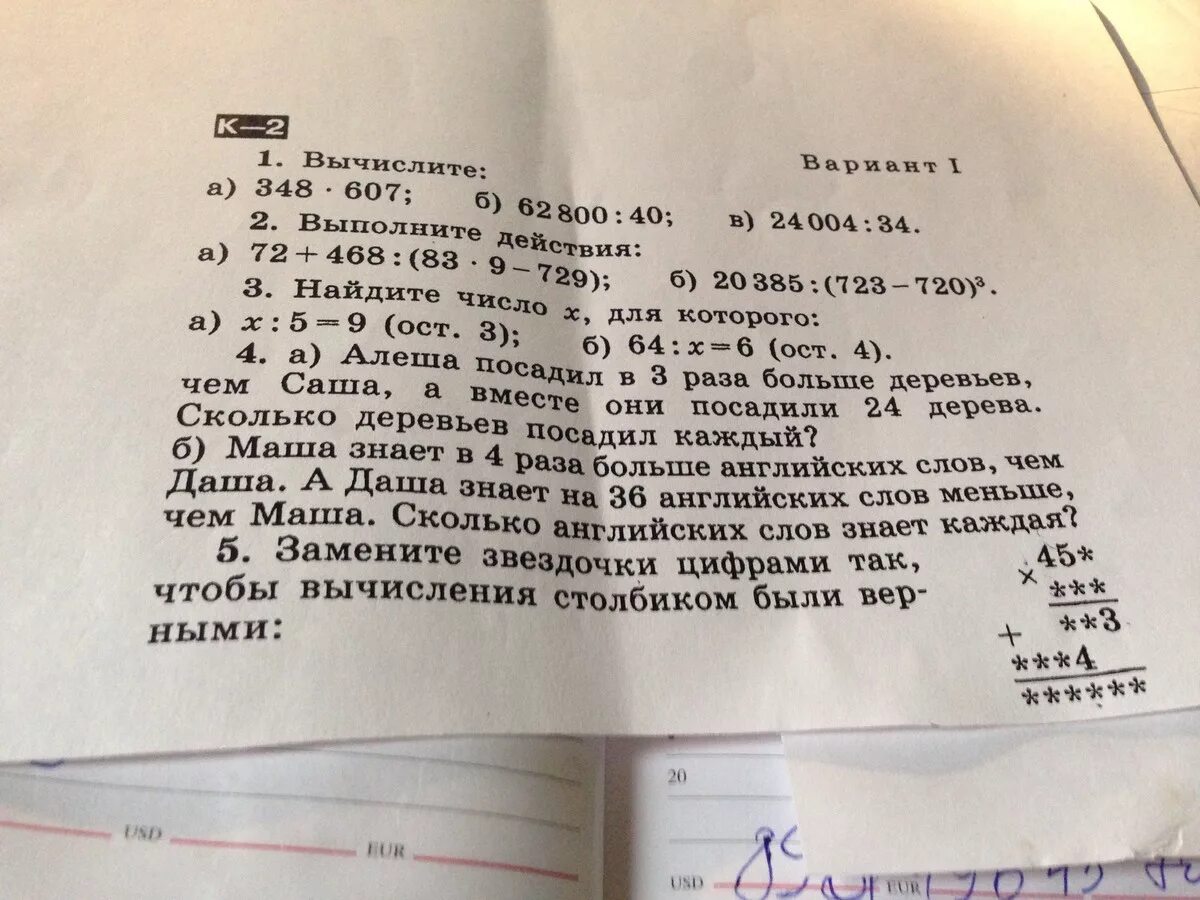 К—2
Вариант I
1. Вычислите:
а) 348 · 607; б) 62 800 : 40; в) 24 004 : 34.
2. Выполните действия:
а) 72 + 468 : (83 · 9 − 729); б) 20 385 : (723 − 720)³.
3. Найдите число x, для которого:
а) x : 5 = 9 (ост. 3); б) 64 : x = 6 (ост. 4).
4. а) Алеша посадил в 3 раза больше деревьев,
чем Саша, а вместе они посадили 24 дерева.
Сколько деревьев посадил каждый?
б) Маша знает в 4 раза больше английских слов, чем
Даша. А Даша знает на 36 английских слов меньше,
чем Маша. Сколько английских слов знает каждая?
5. Замените звездочки цифрами так,
чтобы вычисления столбиком были вер-
ными:
45*
×
***
**3
+
***4
******
20
USD EUR
USD EUR